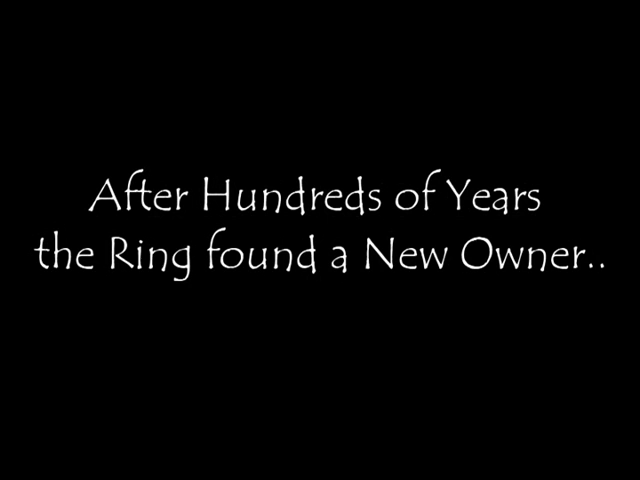 After Hundreds of Years
the Ring found a New Owner..